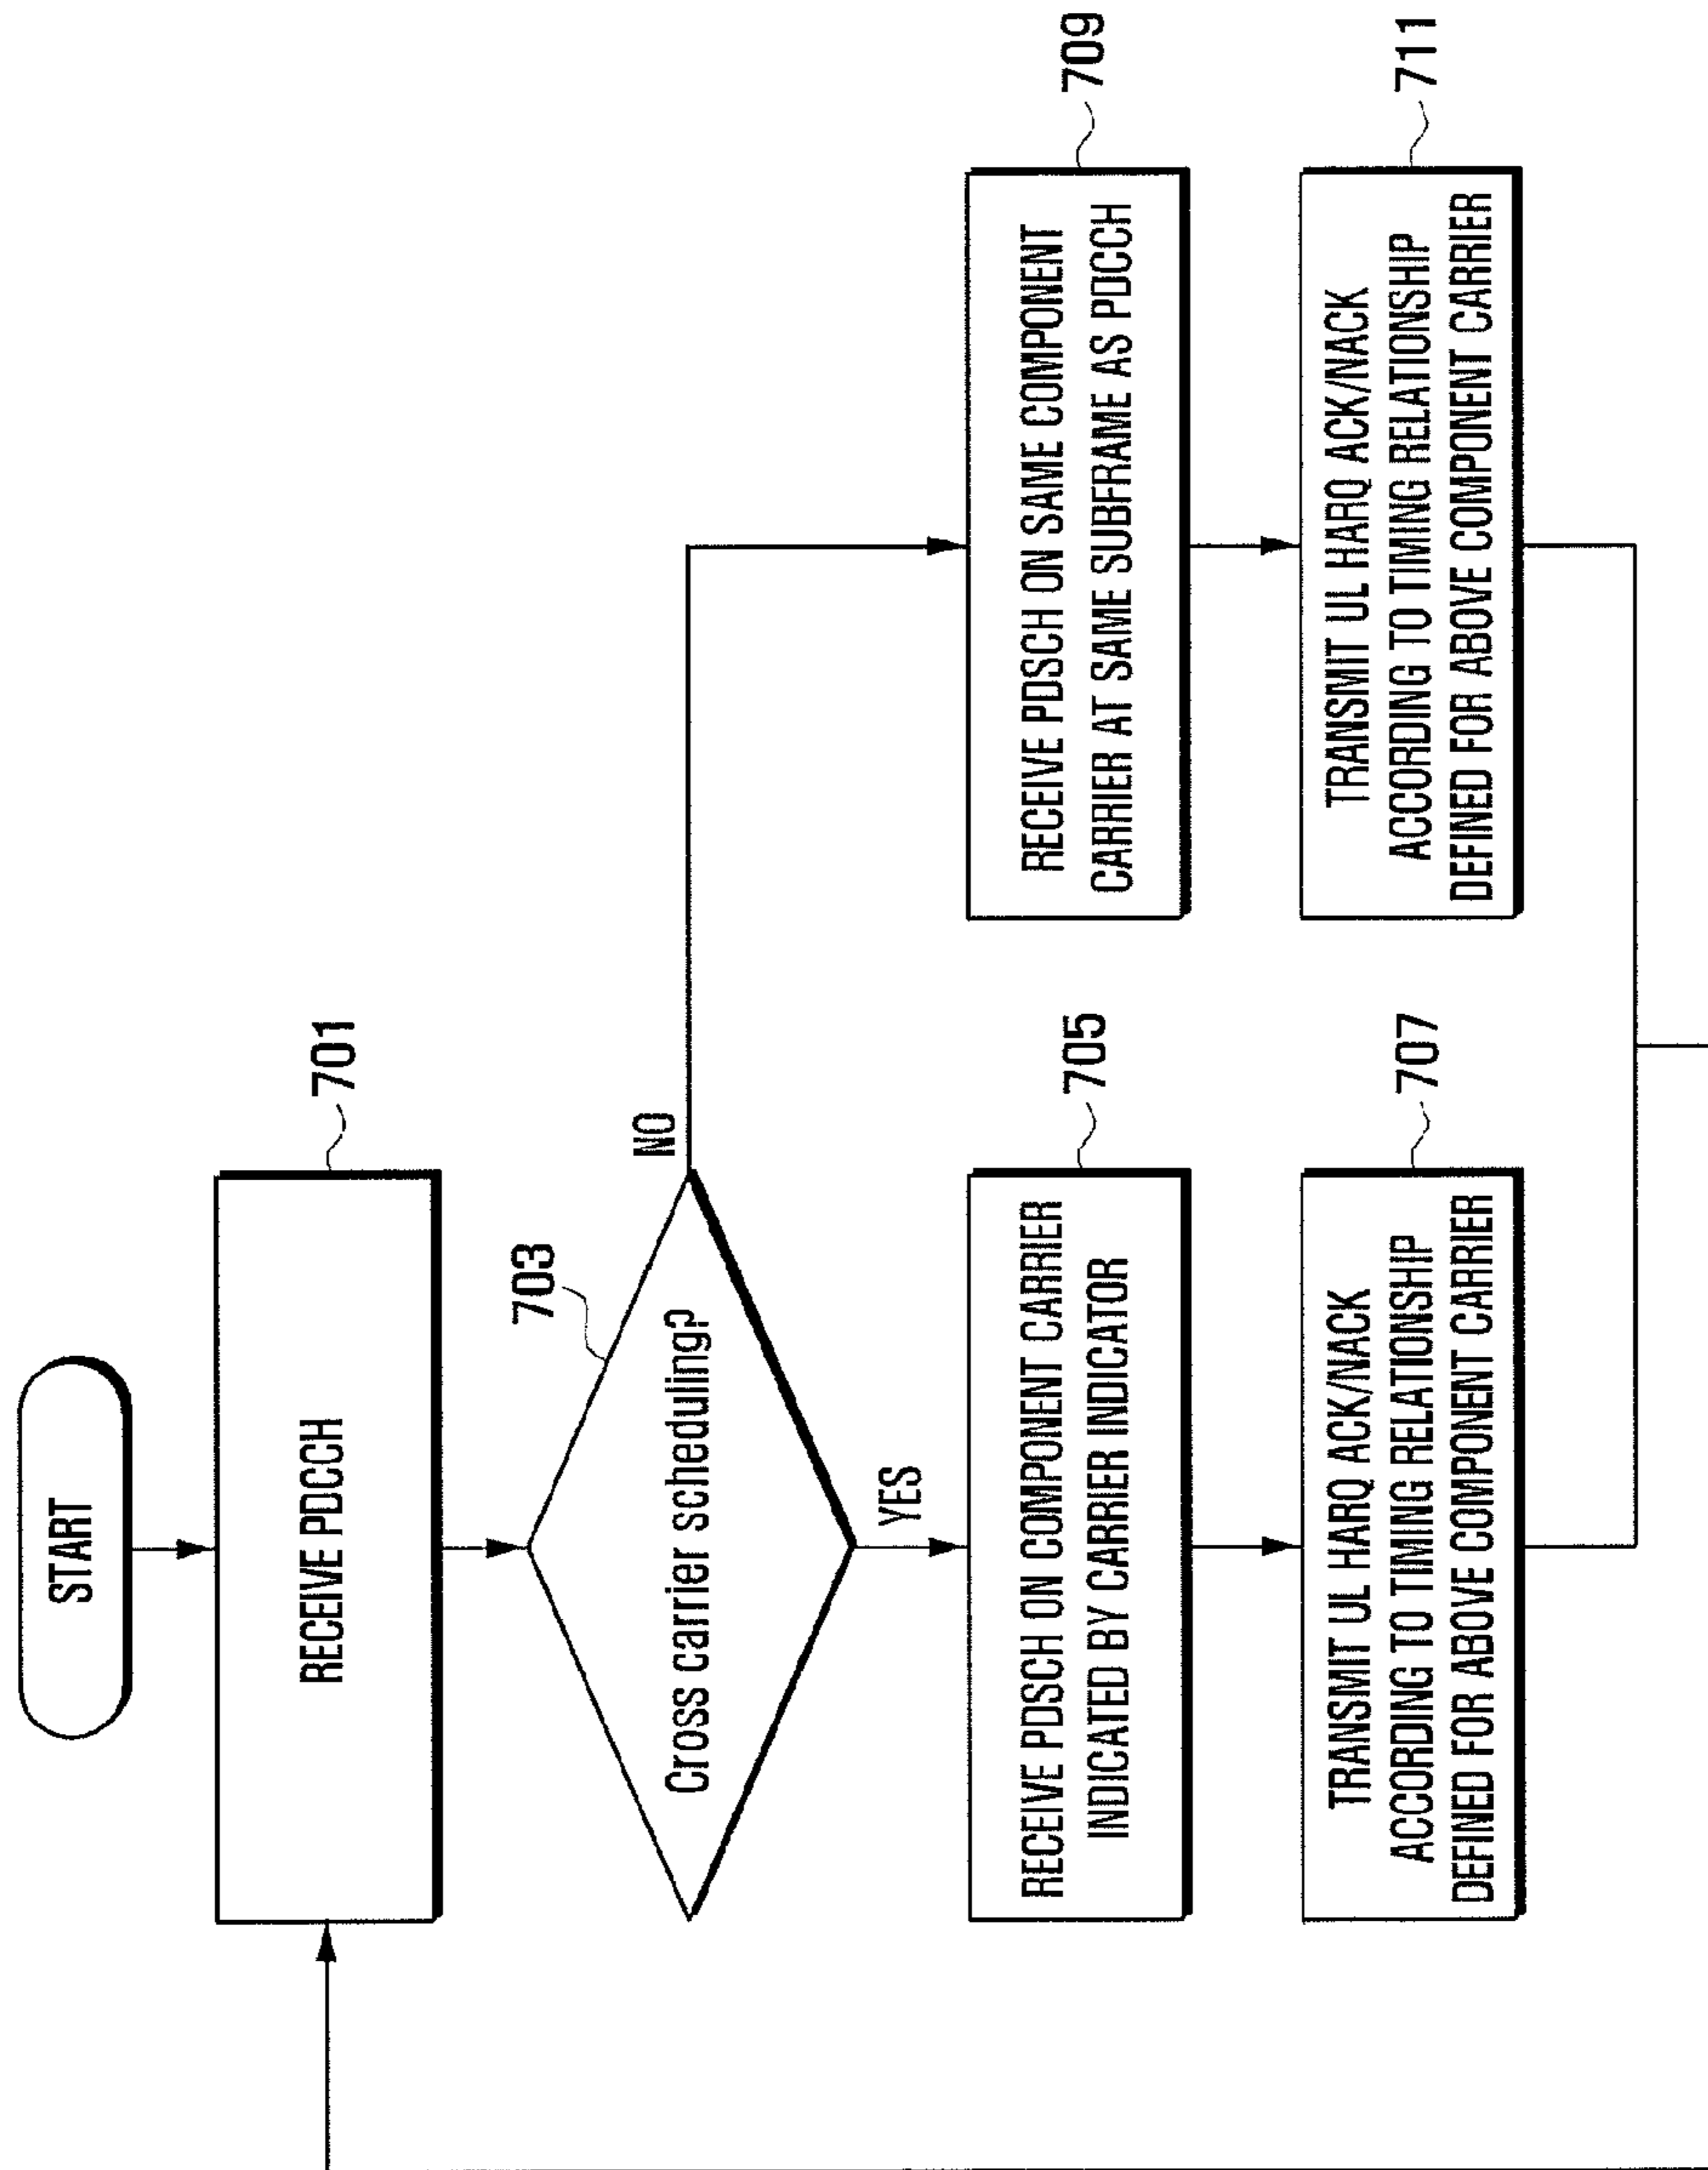 START
701
RECEIVE PDCCH
703
Cross carrier scheduling?
NO
YES
705
RECEIVE PDSCH ON COMPONENT CARRIER
INDICATED BY CARRIER INDICATOR
707
TRANSMIT UL HARQ ACK/NACK
ACCORDING TO TIMING RELATIONSHIP
DEFINED FOR ABOVE COMPONENT CARRIER
709
RECEIVE PDSCH ON SAME COMPONENT
CARRIER AT SAME SUBFRAME AS PDCCH
711
TRANSMIT UL HARQ ACK/NACK
ACCORDING TO TIMING RELATIONSHIP
DEFINED FOR ABOVE COMPONENT CARRIER